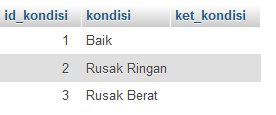 id_kondisi kondisi ket_kondisi
1 Baik
2 Rusak Ringan
3 Rusak Berat